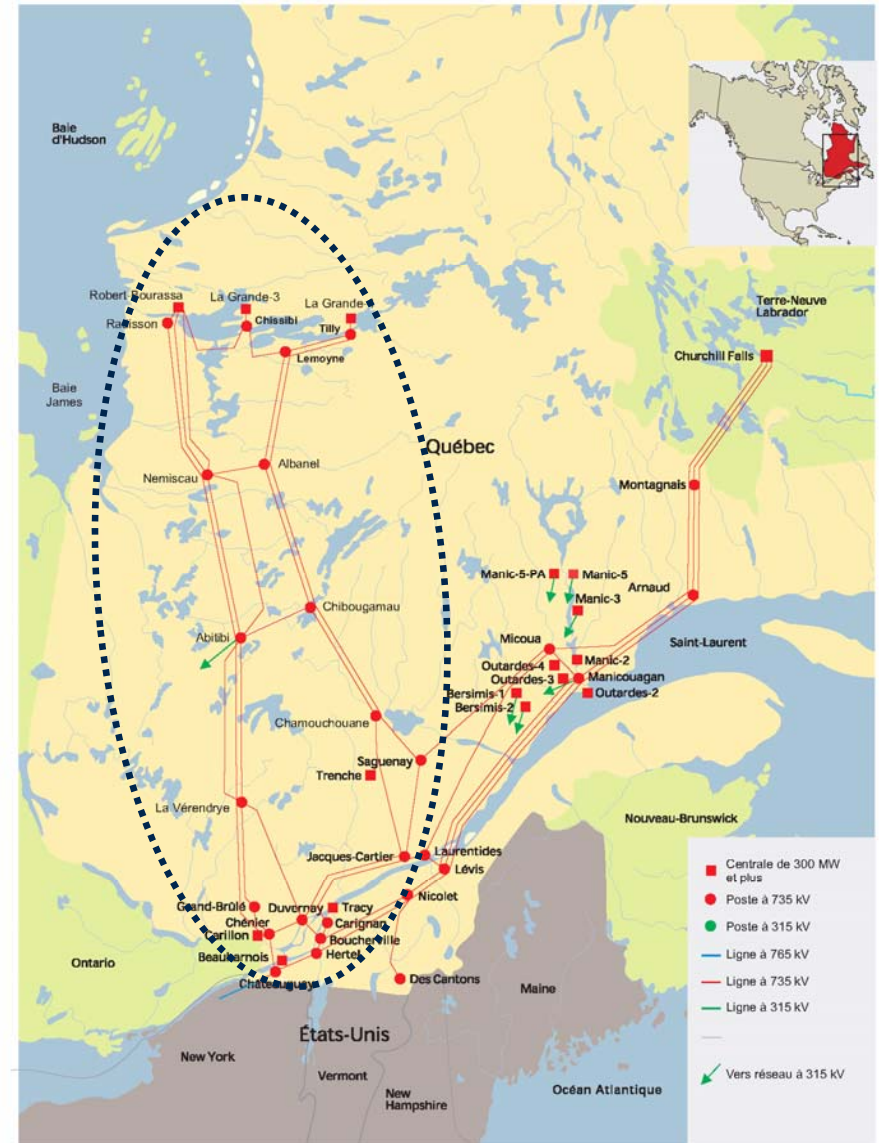 Baie
d'Hudson
Terre-Neuve
Labrador
Robert-Bourassa
La Grande-3
La Grande-
Radisson
Chissibi
Tilly
Lemoyne
Churchill Falls
Baie
James
Québec
Nemiscau
Albanel
Montagnais
Manic-5-PA
Manic-5
Manic-3
Arnaud
Chibougamau
Abitibi
Micoua
Saint-Laurent
Manic-2
Outardes-4
Outardes-3
Manicouagan
Outardes-2
Bersimis-1
Bersimis-2
Chamouchouane
Saguenay
Trenche
La Vérendrye
Nouveau-Brunswick
Jacques-Cartier
Laurentides
Lévis
Nicolet
Grand-Brûlé
Duvernay
Tracy
Chénier
Carignan
Carillon
Boucherville
Beauharnois
Hertel
Châteauguay
Des Cantons
Ontario
Maine
États-Unis
New York
Vermont
New
Hampshire
Océan Atlantique
Centrale de 300 MW
et plus
Poste à 735 kV
Poste à 315 kV
Ligne à 765 kV
Ligne à 735 kV
Ligne à 315 kV
Vers réseau à 315 kV